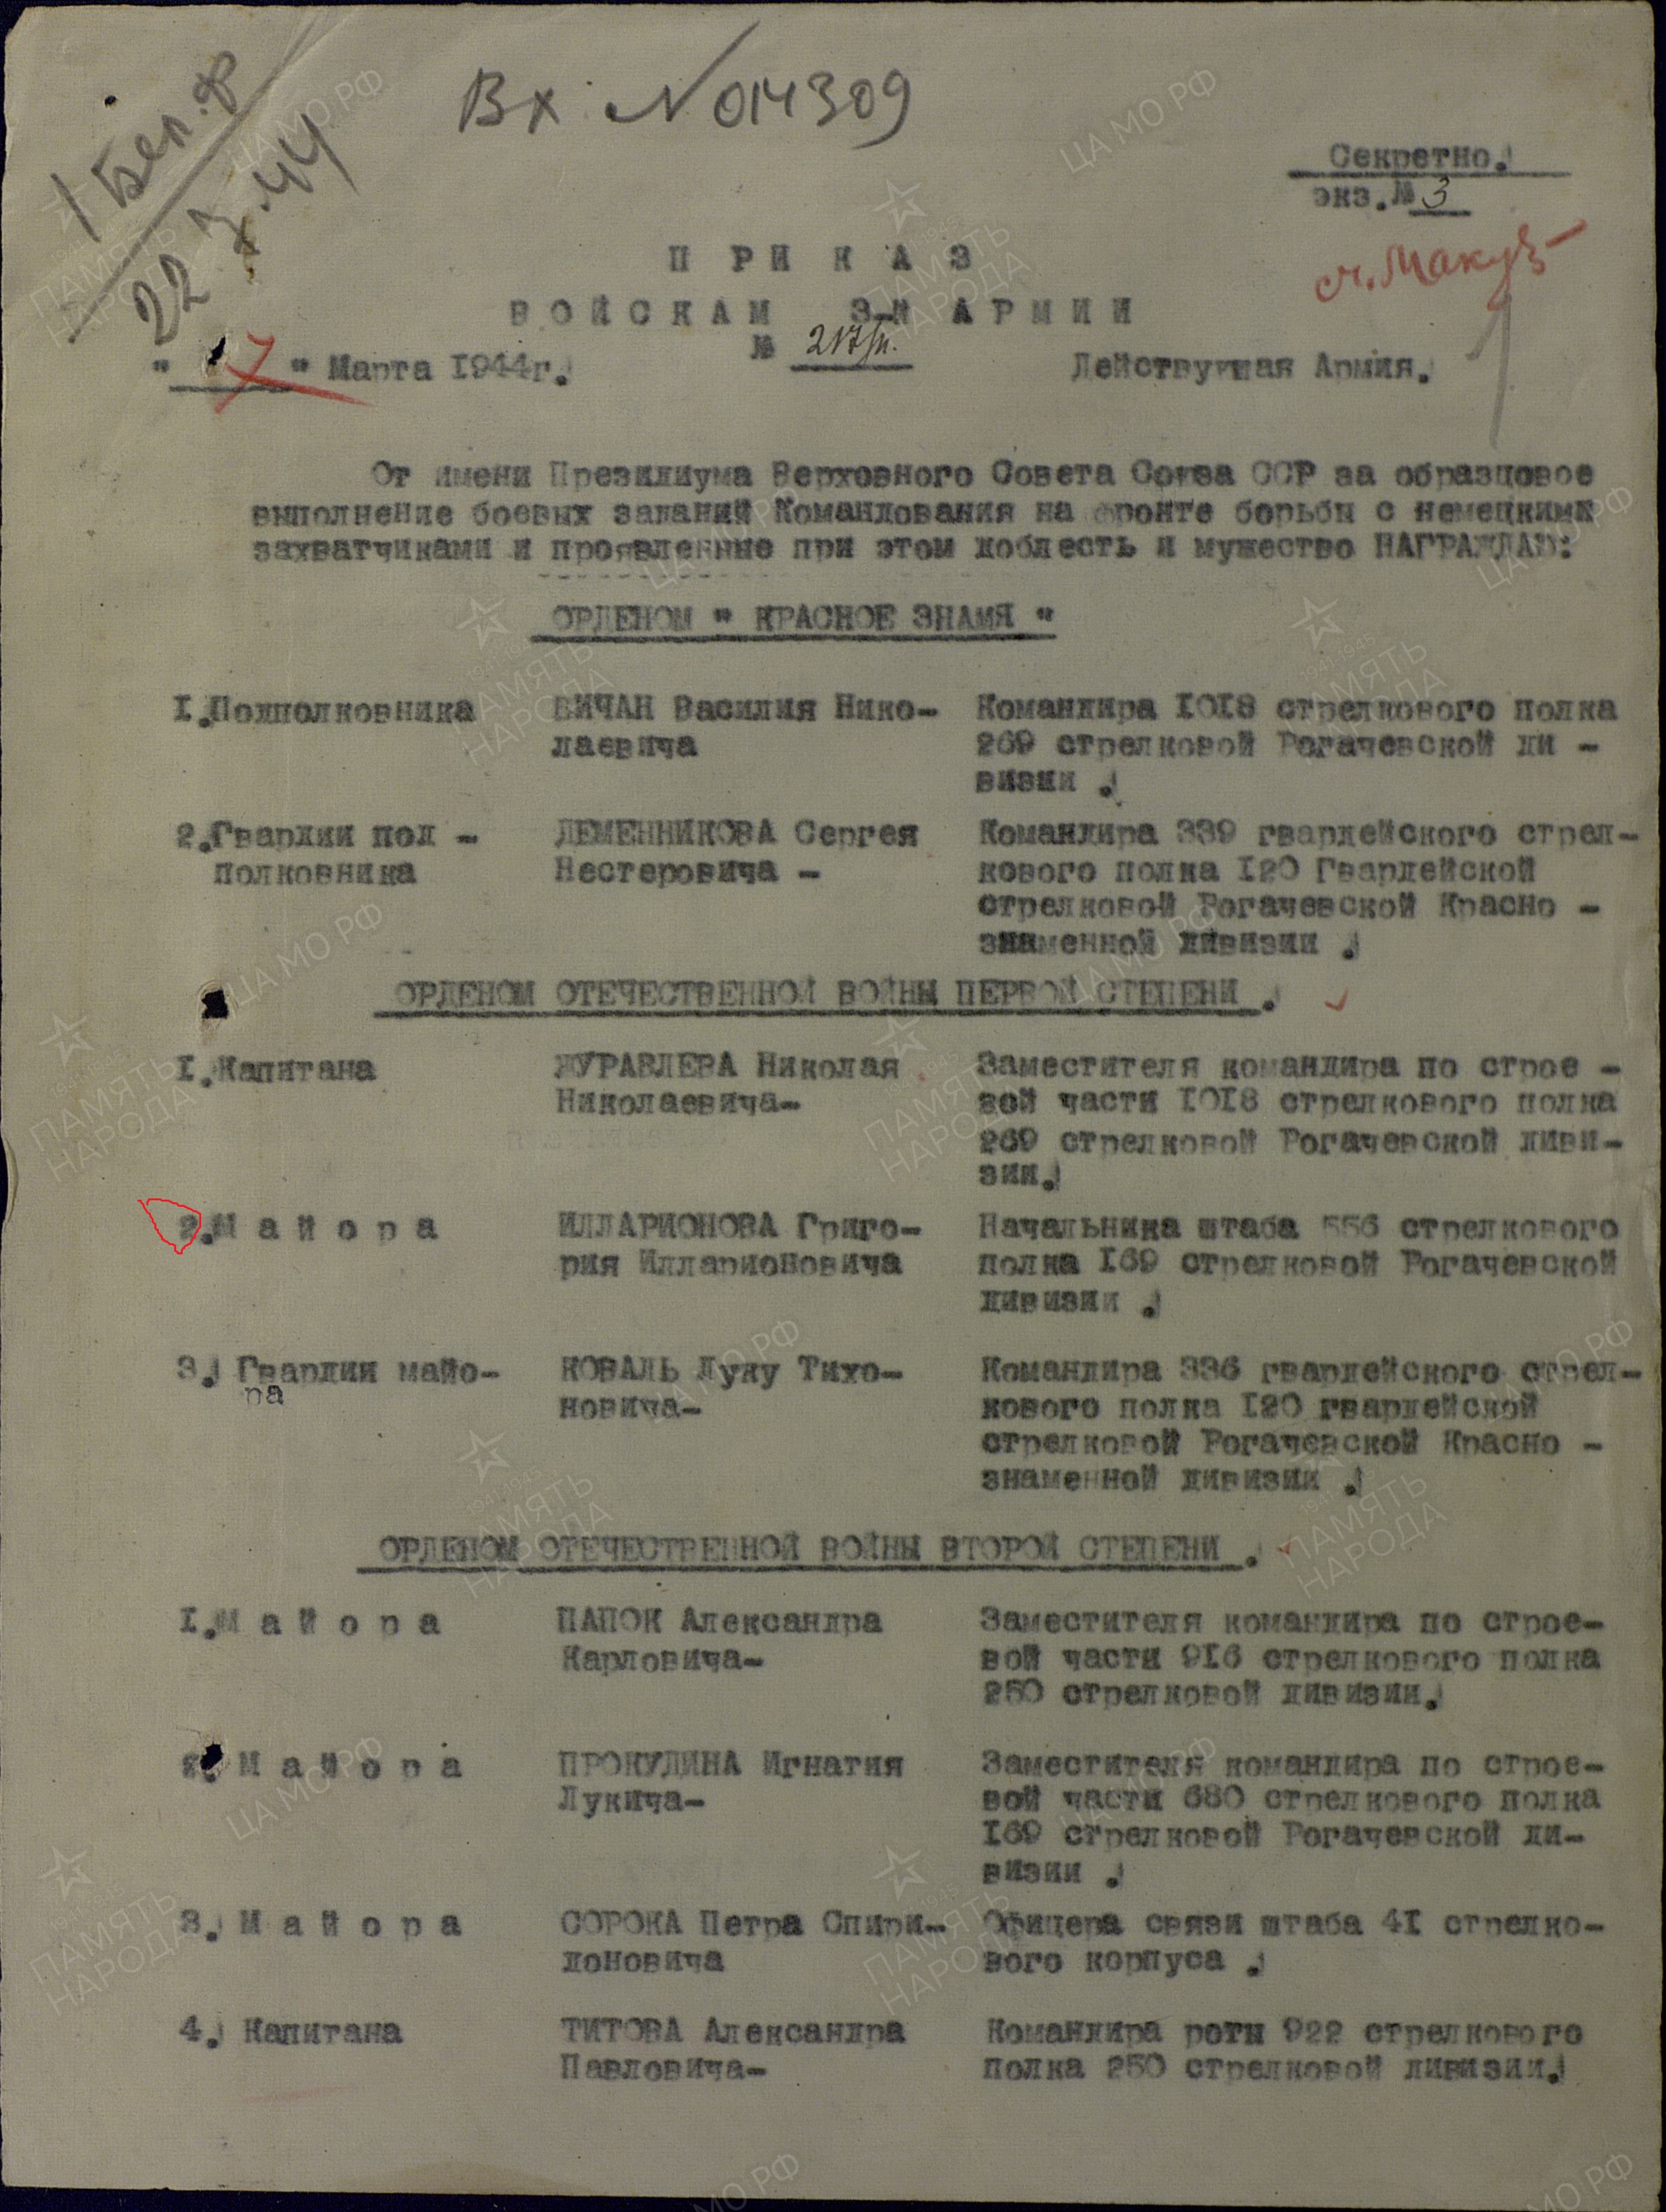 1 Бел. ф
22 3.44
Вх № 014309
Секретно.
экз.№ 3
П Р И К А З
ВОЙСКАМ 3-Й АРМИИ
№ 217/н.
" 7 " Марта 1944г. Действующая Армия.
От имени Президиума Верховного Совета Союза ССР за образцовое
выполнение боевых заданий Командования на фронте борьбы с немецкими
захватчиками и проявленные при этом доблесть и мужество НАГРАЖДАЮ:
ОРДЕНОМ " КРАСНОЕ ЗНАМЯ "
1.Подполковника ВИЧАН Василия Нико- Командира 1018 стрелкового полка
лаевича 269 стрелковой Рогачевской ди -
визии .
2.Гвардии под - ДЕМЕННИКОВА Сергея Командира 339 гвардейского стрел-
полковника Нестеровича - кового полка 120 Гвардейской
стрелковой Рогачевской Красно -
знаменной дивизии .
ОРДЕНОМ ОТЕЧЕСТВЕННОЙ ВОЙНЫ ПЕРВОЙ СТЕПЕНИ .
1.Капитана ЖУРАВЛЕВА Николая Заместителя командира по строе -
Николаевича- вой части 1018 стрелкового полка
269 стрелковой Рогачевской диви-
зии.
2.М а й о р а ИЛЛАРИОНОВА Григо- Начальника штаба 556 стрелкового
рия Илларионовича полка 169 стрелковой Рогачевской
дивизии .
3. Гвардии майо- КОВАЛЬ Луку Тихо- Командира 336 гвардейского стрел-
ра новича- кового полка 120 гвардейской
стрелковой Рогачевской Красно -
знаменной дивизии .
ОРДЕНОМ ОТЕЧЕСТВЕННОЙ ВОЙНЫ ВТОРОЙ СТЕПЕНИ .
1.М а й о р а ПАПОК Александра Заместителя командира по строе-
Карловича- вой части 916 стрелкового полка
250 стрелковой дивизии.
2. М а й о р а ПРОКУДИНА Игнатия Заместителя командира по строе-
Лукича- вой части 680 стрелкового полка
169 стрелковой Рогачевской ди-
визии .
3. М а й о р а СОРОКА Петра Спири- Офицера связи штаба 41 стрелко-
доновича вого корпуса .
4. Капитана ТИТОВА Александра Командира роты 922 стрелкового
Павловича- полка 250 стрелковой дивизии.